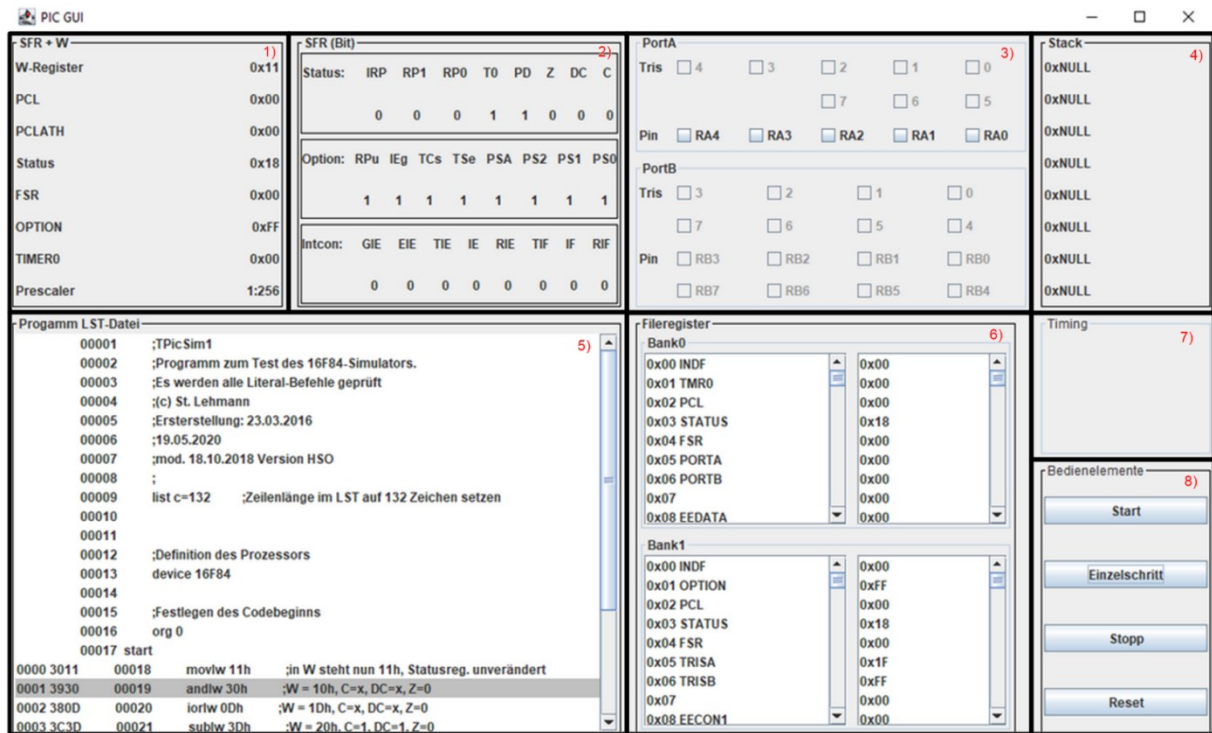 PIC GUI
SFR + W 1)
W-Register 0x11
PCL 0x00
PCLATH 0x00
Status 0x18
FSR 0x00
OPTION 0xFF
TIMER0 0x00
Prescaler 1:256
SFR (Bit) 2)
Status: IRP RP1 RP0 T0 PD Z DC C
0 0 0 1 1 0 0 0
Option: RPu IEg TCs TSe PSA PS2 PS1 PS0
1 1 1 1 1 1 1 1
Intcon: GIE EIE TIE IE RIE TIF IF RIF
0 0 0 0 0 0 0 0
PortA 3)
Tris 4 3 2 1 0
7 6 5
Pin RA4 RA3 RA2 RA1 RA0
PortB
Tris 3 2 1 0
7 6 5 4
Pin RB3 RB2 RB1 RB0
RB7 RB6 RB5 RB4
Stack 4)
0xNULL
0xNULL
0xNULL
0xNULL
0xNULL
0xNULL
0xNULL
0xNULL
Progamm LST-Datei 5)
00001 ;TPicSim1
00002 ;Programm zum Test des 16F84-Simulators.
00003 ;Es werden alle Literal-Befehle geprüft
00004 ;(c) St. Lehmann
00005 ;Ersterstellung: 23.03.2016
00006 ;19.05.2020
00007 ;mod. 18.10.2018 Version HSO
00008 ;
00009 list c=132 ;Zeilenlänge im LST auf 132 Zeichen setzen
00010
00011
00012 ;Definition des Prozessors
00013 device 16F84
00014
00015 ;Festlegen des Codebeginns
00016 org 0
00017 start
0000 3011 00018 movlw 11h ;in W steht nun 11h, Statusreg. unverändert
0001 3930 00019 andlw 30h ;W = 10h, C=x, DC=x, Z=0
0002 380D 00020 iorlw 0Dh ;W = 1Dh, C=x, DC=x, Z=0
0003 3C3D 00021 sublw 3Dh ;W = 20h, C=1, DC=1, Z=0
Fileregister 6)
Bank0
0x00 INDF 0x00
0x01 TMR0 0x00
0x02 PCL 0x00
0x03 STATUS 0x18
0x04 FSR 0x00
0x05 PORTA 0x00
0x06 PORTB 0x00
0x07 0x00
0x08 EEDATA 0x00
Bank1
0x00 INDF 0x00
0x01 OPTION 0xFF
0x02 PCL 0x00
0x03 STATUS 0x18
0x04 FSR 0x00
0x05 TRISA 0x1F
0x06 TRISB 0xFF
0x07 0x00
0x08 EECON1 0x00
Timing 7)
Bedienelemente 8)
Start
Einzelschritt
Stopp
Reset